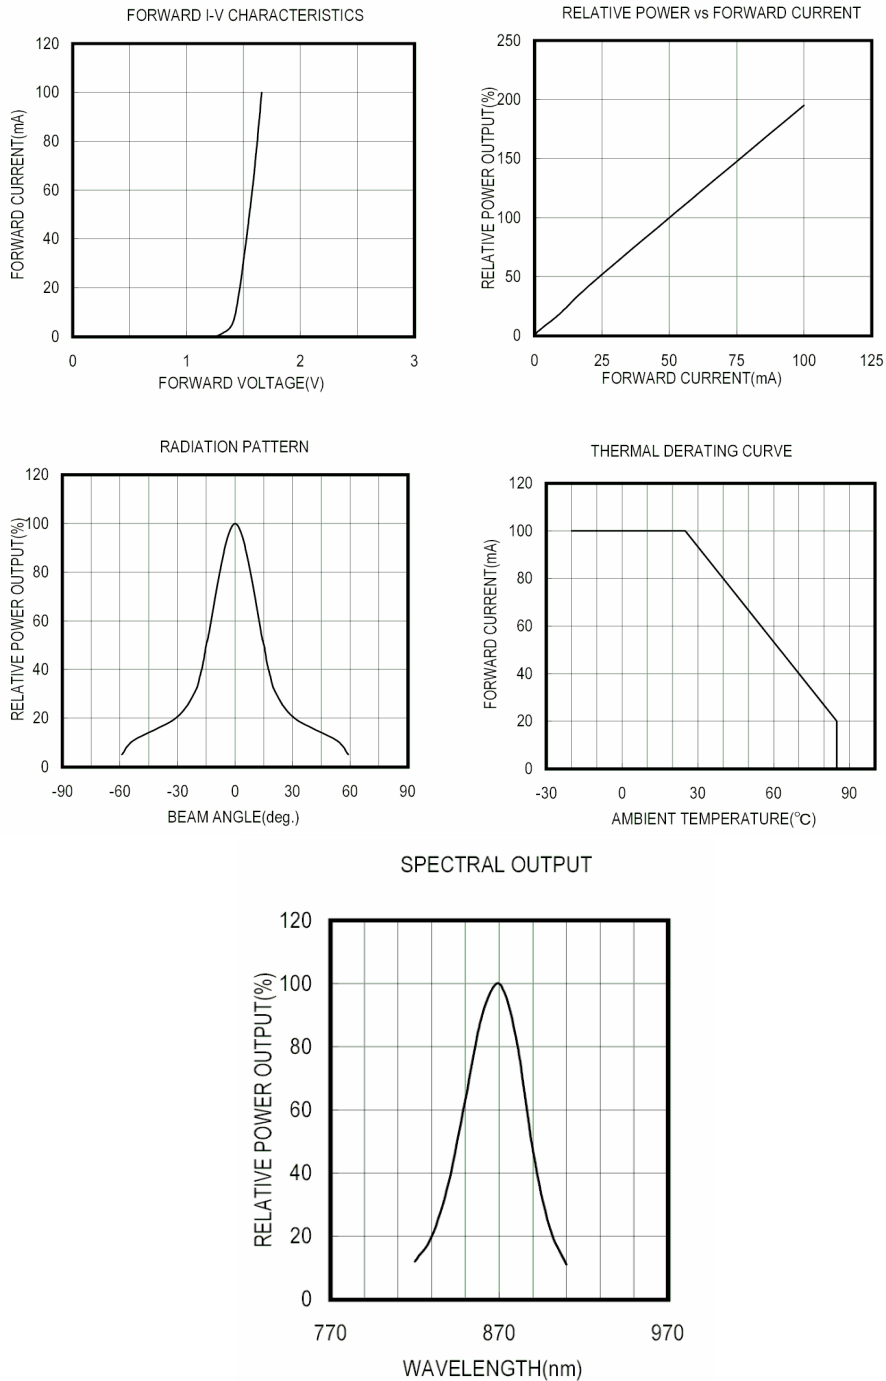 FORWARD I-V CHARACTERISTICS
FORWARD CURRENT(mA)
120
100
80
60
40
20
0
0 1 2 3
FORWARD VOLTAGE(V)
RELATIVE POWER vs FORWARD CURRENT
RELATIVE POWER OUTPUT(%)
250
200
150
100
50
0
0 25 50 75 100 125
FORWARD CURRENT(mA)
RADIATION PATTERN
RELATIVE POWER OUTPUT(%)
120
100
80
60
40
20
0
-90 -60 -30 0 30 60 90
BEAM ANGLE(deg.)
THERMAL DERATING CURVE
FORWARD CURRENT(mA)
120
100
80
60
40
20
0
-30 0 30 60 90
AMBIENT TEMPERATURE(°C)
SPECTRAL OUTPUT
RELATIVE POWER OUTPUT(%)
120
100
80
60
40
20
0
770 870 970
WAVELENGTH(nm)